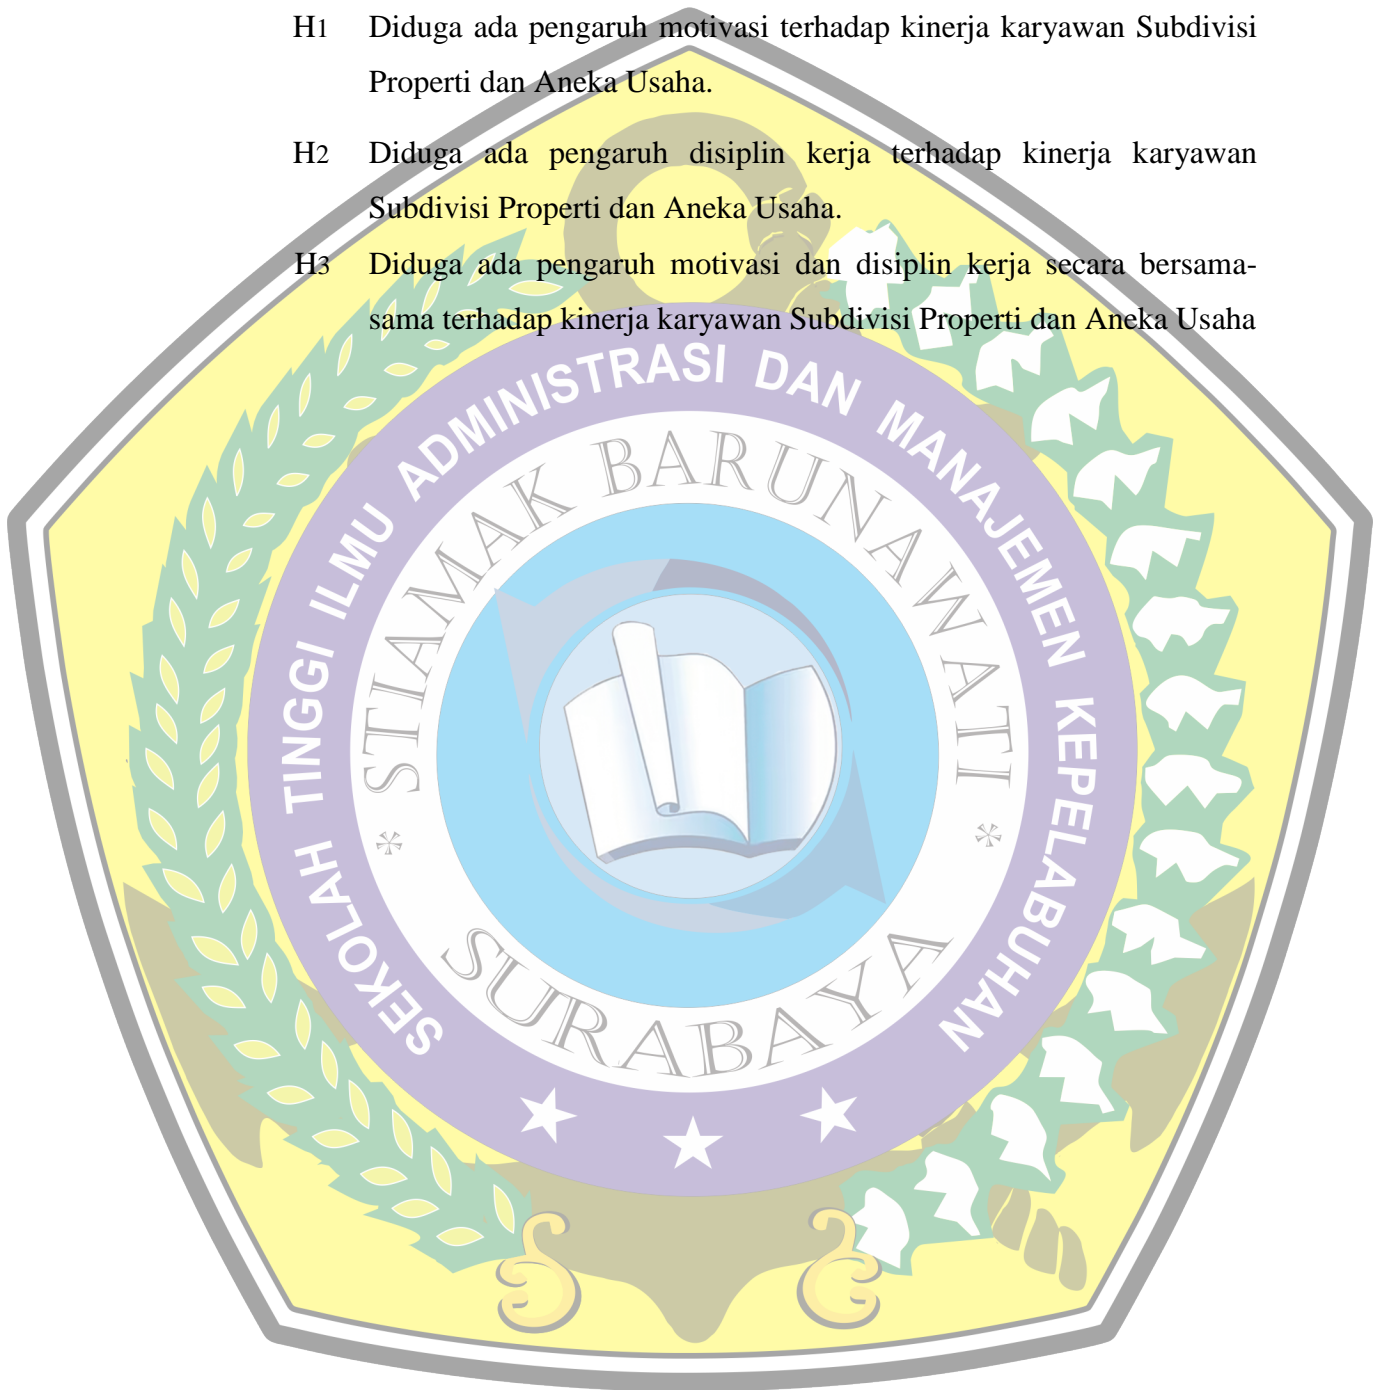 H1 Diduga ada pengaruh motivasi terhadap kinerja karyawan Subdivisi
Properti dan Aneka Usaha.
H2 Diduga ada pengaruh disiplin kerja terhadap kinerja karyawan
Subdivisi Properti dan Aneka Usaha.
H3 Diduga ada pengaruh motivasi dan disiplin kerja secara bersama-
sama terhadap kinerja karyawan Subdivisi Properti dan Aneka Usaha
SEKOLAH TINGGI ILMU ADMINISTRASI DAN MANAJEMEN KEPELABUHAN
STIAMAK BARUNAWATI
* SURABAYA *